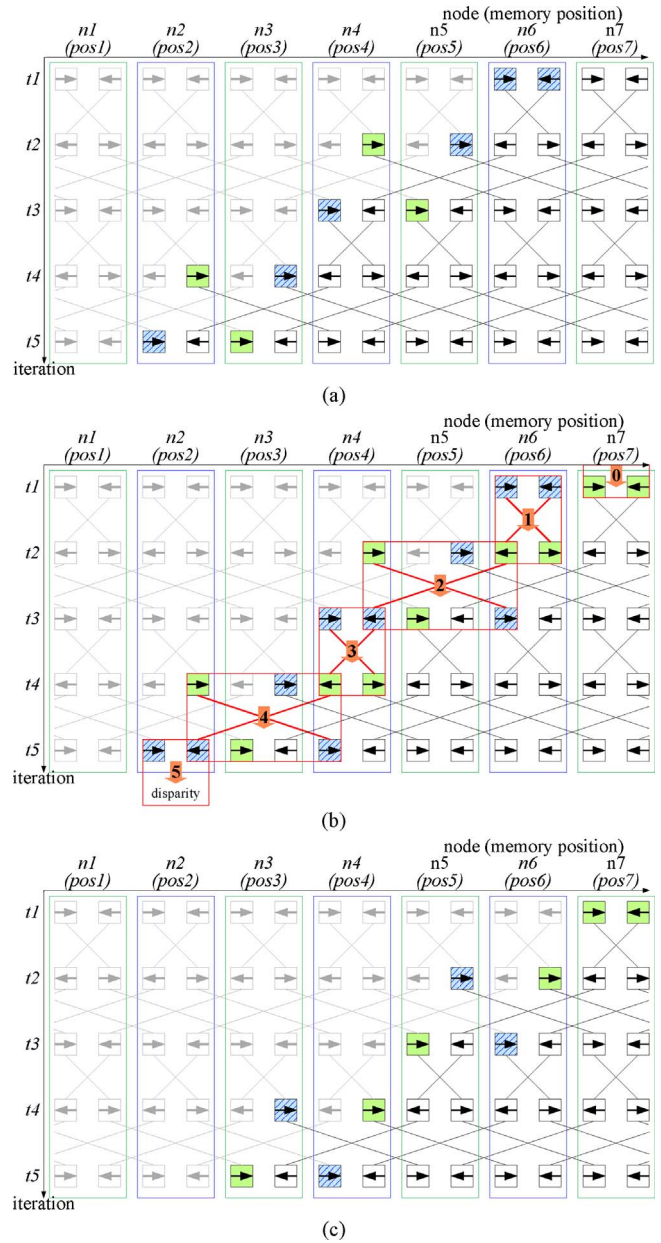 node (memory position)
n1 n2 n3 n4 n5 n6 n7
(pos1) (pos2) (pos3) (pos4) (pos5) (pos6) (pos7)
t1
t2
t3
t4
t5
iteration
(a)
node (memory position)
n1 n2 n3 n4 n5 n6 n7
(pos1) (pos2) (pos3) (pos4) (pos5) (pos6) (pos7)
0
t1
1
t2
2
t3
3
t4
4
t5
iteration
5
disparity
(b)
node (memory position)
n1 n2 n3 n4 n5 n6 n7
(pos1) (pos2) (pos3) (pos4) (pos5) (pos6) (pos7)
t1
t2
t3
t4
t5
iteration
(c)